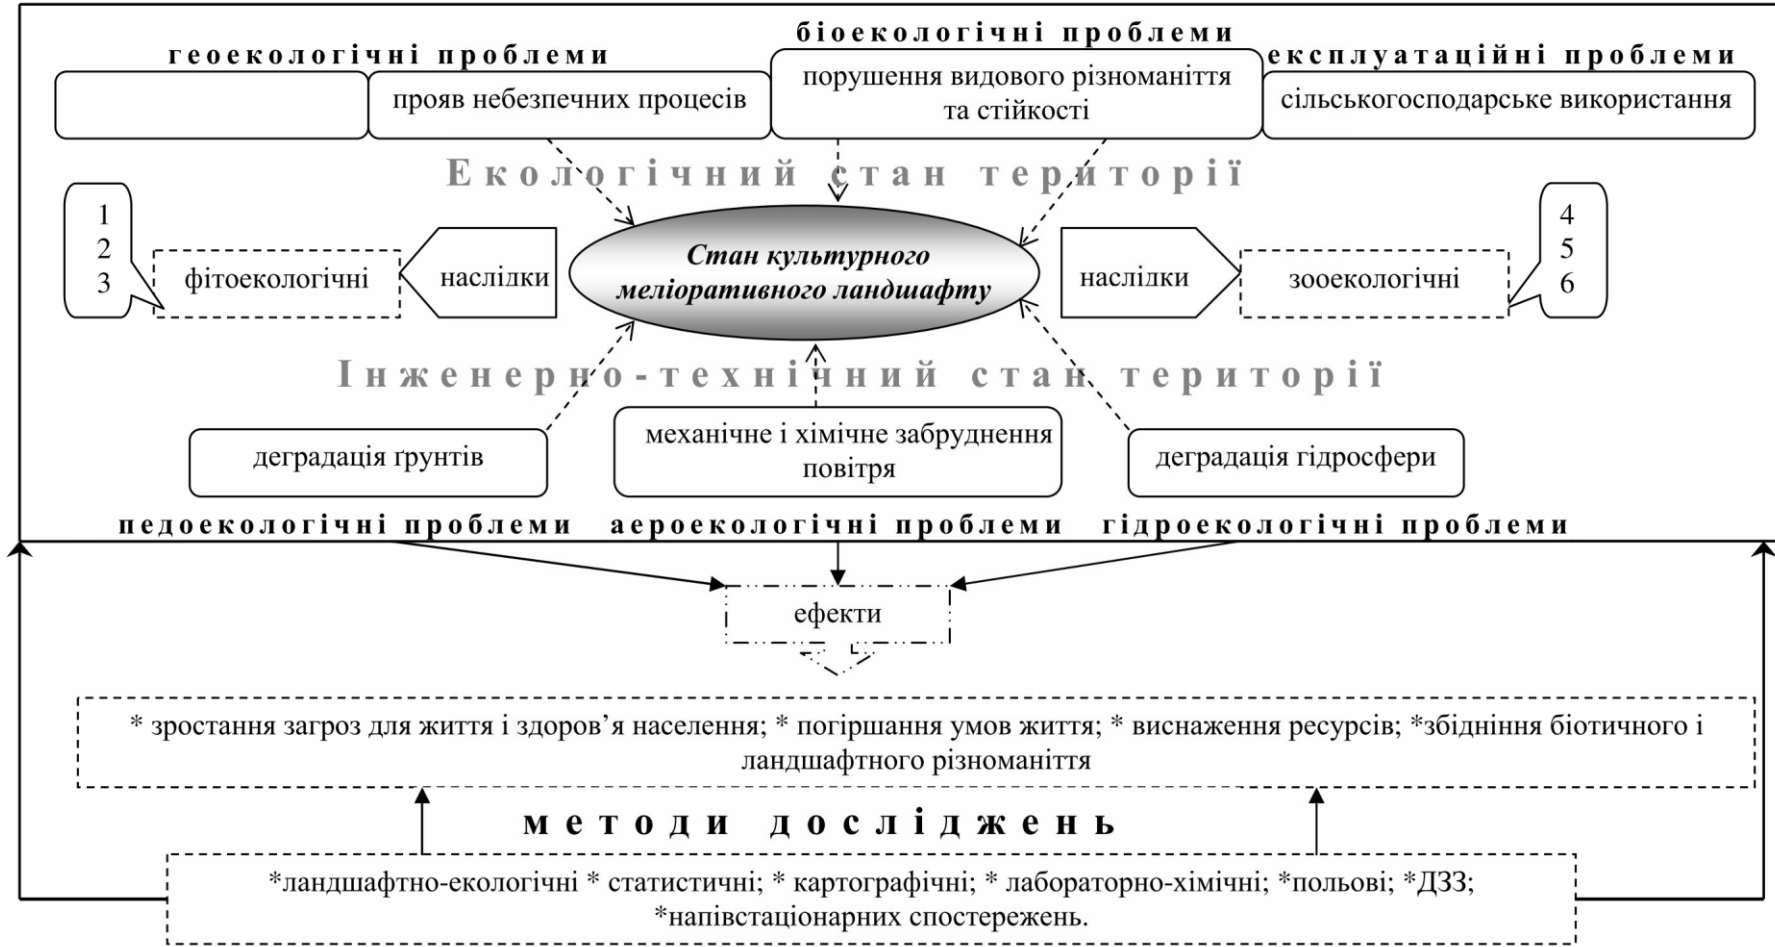 геоекологічні проблеми
біоекологічні проблеми
експлуатаційні проблеми
прояв небезпечних процесів
порушення видового різноманіття
та стійкості
сільськогосподарське використання
Екологічний стан території
1
2
3
фітоекологічні
наслідки
Стан культурного
меліоративного ландшафту
наслідки
зооекологічні
4
5
6
Інженерно-технічний стан території
деградація ґрунтів
механічне і хімічне забруднення
повітря
деградація гідросфери
педоекологічні проблеми
аероекологічні проблеми
гідроекологічні проблеми
ефекти
* зростання загроз для життя і здоров’я населення; * погіршання умов життя; * виснаження ресурсів; *збідніння біотичного і
ландшафтного різноманіття
методи досліджень
*ландшафтно-екологічні * статистичні; * картографічні; * лабораторно-хімічні; *польові; *ДЗЗ;
*напівстаціонарних спостережень.